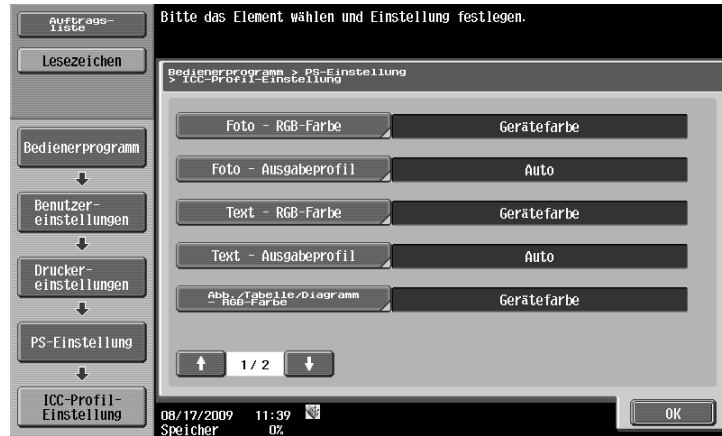 Auftrags-
liste
Lesezeichen
Bedienerprogramm
Benutzer-
einstellungen
Drucker-
einstellungen
PS-Einstellung
ICC-Profil-
Einstellung
Bitte das Element wählen und Einstellung festlegen.
Bedienerprogramm > PS-Einstellung
> ICC-Profil-Einstellung
Foto - RGB-Farbe Gerätefarbe
Foto - Ausgabeprofil Auto
Text - RGB-Farbe Gerätefarbe
Text - Ausgabeprofil Auto
Abb./Tabelle/Diagramm
- RGB-Farbe Gerätefarbe
1/ 2
08/17/2009 11:39
Speicher 0%
OK